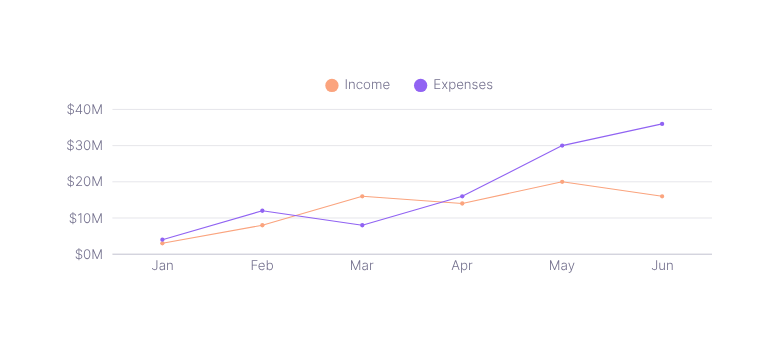 Income Expenses
$40M
$30M
$20M
$10M
$0M
Jan Feb Mar Apr May Jun